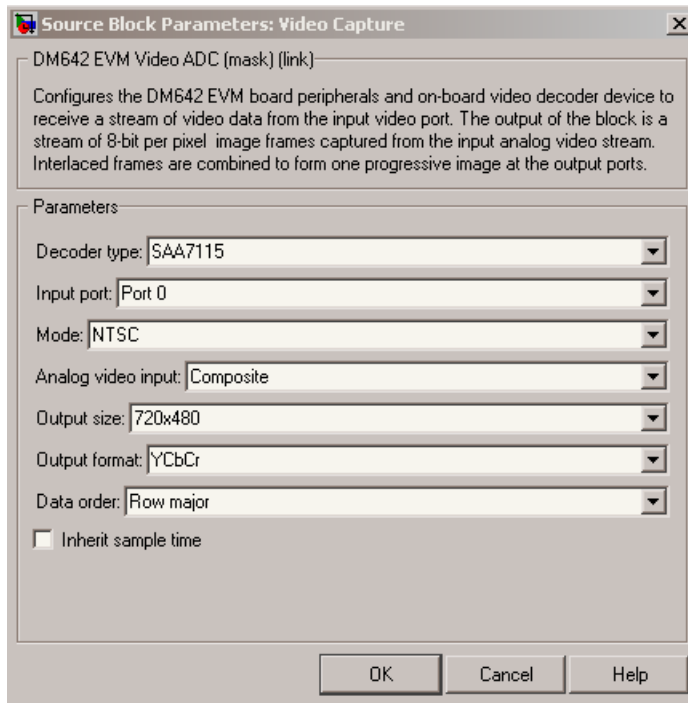 Source Block Parameters: Video Capture
DM642 EVM Video ADC (mask) (link)
Configures the DM642 EVM board peripherals and on-board video decoder device to
receive a stream of video data from the input video port. The output of the block is a
stream of 8-bit per pixel  image frames captured from the input analog video stream.
Interlaced frames are combined to form one progressive image at the output ports.
Parameters
Decoder type: SAA7115
Input port: Port 0
Mode: NTSC
Analog video input: Composite
Output size: 720x480
Output format: YCbCr
Data order: Row major
Inherit sample time
OK Cancel Help